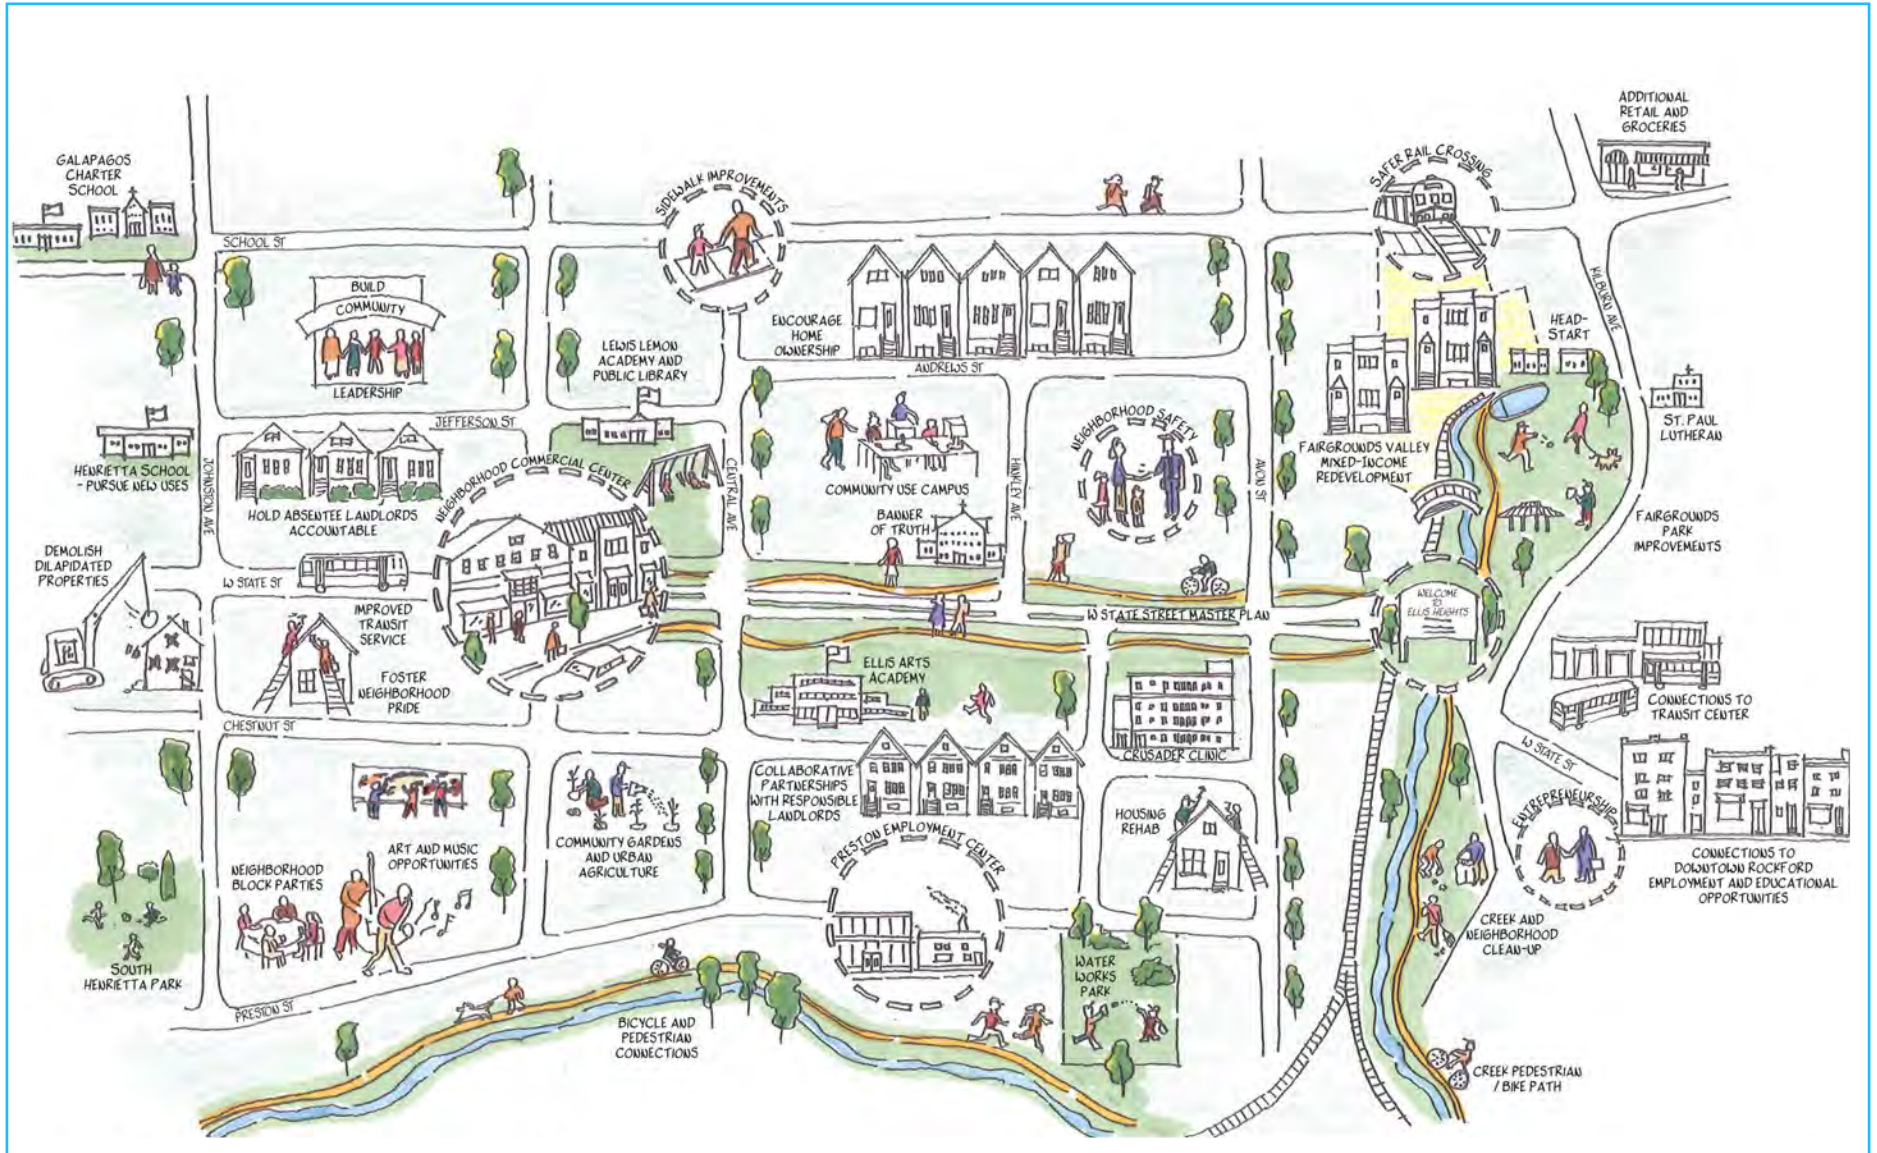 ADDITIONAL
RETAIL AND
GROCERIES
GALAPAGOS
CHARTER
SCHOOL
SIDEWALK IMPROVEMENTS
SAFER RAIL CROSSING
SCHOOL ST
BUILD
COMMUNITY
LEADERSHIP
LEWIS LEMON
ACADEMY AND
PUBLIC LIBRARY
ENCOURAGE
HOME
OWNERSHIP
ANDREWS ST
HEAD-
START
KILBURN AVE
ST. PAUL
LUTHERAN
HENRIETTA SCHOOL
- PURSUE NEW USES
JOHNSTON AVE
JEFFERSON ST
HOLD ABSENTEE LANDLORDS
ACCOUNTABLE
NEIGHBORHOOD COMMERCIAL CENTER
CENTRAL AVE
COMMUNITY USE CAMPUS
BANNER
OF TRUTH
HINKLEY AVE
NEIGHBORHOOD SAFETY
AVON ST
FAIRGROUNDS VALLEY
MIXED-INCOME
REDEVELOPMENT
FAIRGROUNDS
PARK
IMPROVEMENTS
DEMOLISH
DILAPIDATED
PROPERTIES
W STATE ST
IMPROVED
TRANSIT
SERVICE
FOSTER
NEIGHBORHOOD
PRIDE
W STATE STREET MASTER PLAN
WELCOME
TO
ELLIS HEIGHTS
ELLIS ARTS
ACADEMY
CONNECTIONS TO
TRANSIT CENTER
CHESTNUT ST
CRUSADER CLINIC
W STATE ST
COLLABORATIVE
PARTNERSHIPS
WITH RESPONSIBLE
LANDLORDS
HOUSING
REHAB
ENTREPRENEURSHIP
CONNECTIONS TO
DOWNTOWN ROCKFORD
EMPLOYMENT AND EDUCATIONAL
OPPORTUNITIES
COMMUNITY GARDENS
AND URBAN
AGRICULTURE
ART AND MUSIC
OPPORTUNITIES
NEIGHBORHOOD
BLOCK PARTIES
PRESTON EMPLOYMENT CENTER
CREEK AND
NEIGHBORHOOD
CLEAN-UP
SOUTH
HENRIETTA PARK
WATER
WORKS
PARK
PRESTON ST
BICYCLE AND
PEDESTRIAN
CONNECTIONS
CREEK PEDESTRIAN
/ BIKE PATH